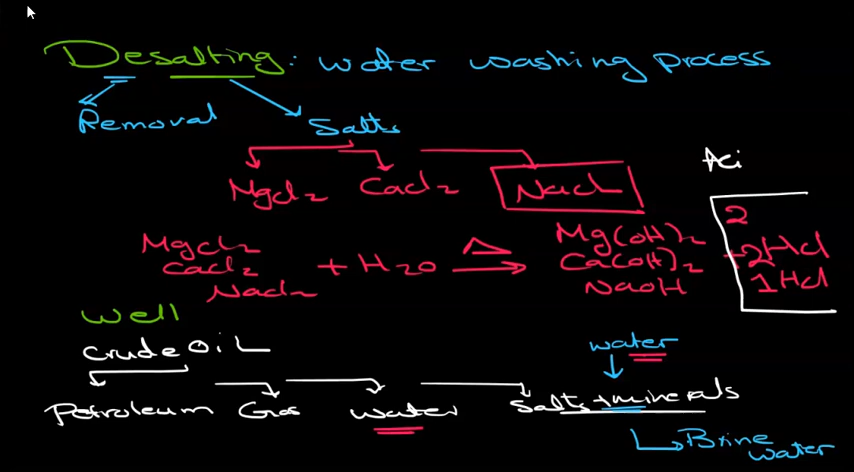 Desalting: water washing process
Removal
Salts
Mgcl2 Cacl2 Nacl
Aci
Mgcl2
Cacl2
Nacl2
+ H2O
Δ
Mg(OH)2
Ca(OH)2
NaOH
2
+2Hcl
1Hcl
Well
Crude OiL
water
Petroleum Gas water Salts+minerals
Brine
water